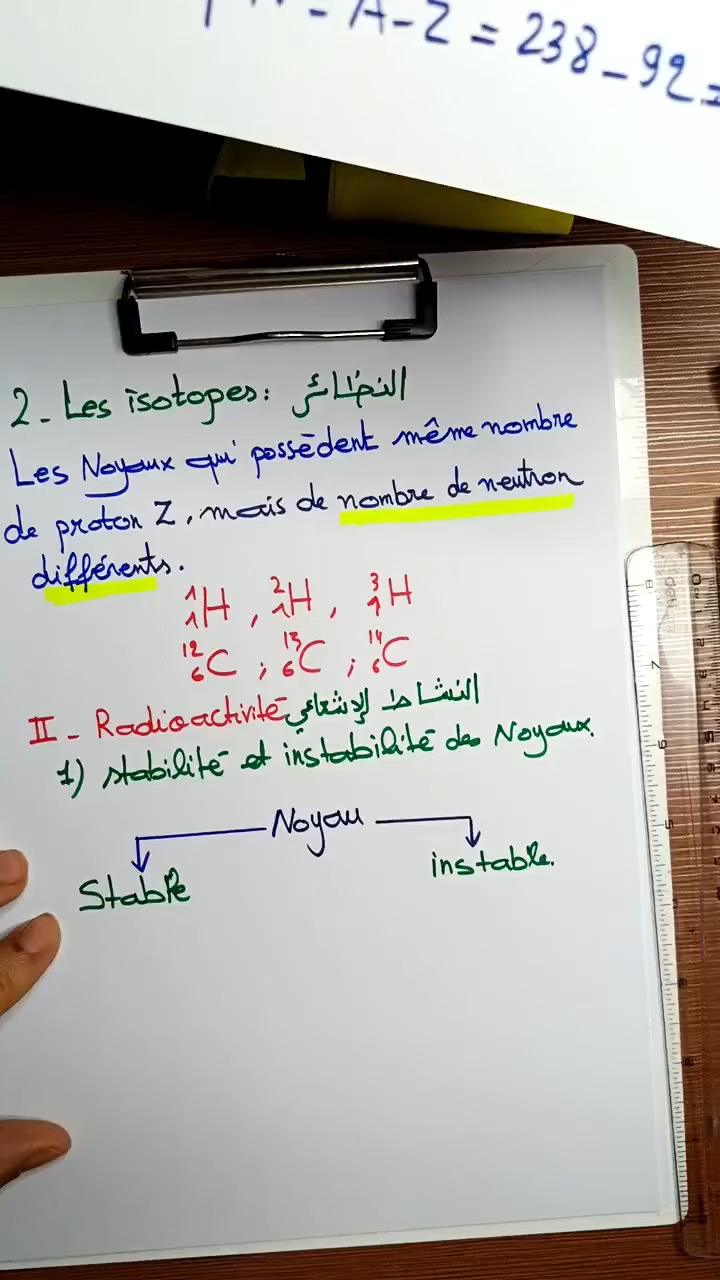 N = A - Z = 238 - 92 =
2 - Les isotopes : النظائر
Les Noyaux qui possèdent même nombre
de proton Z, mais de nombre de neutron
différents.
¹₁H , ²₁H , ³₁H
¹²₆C ; ¹³₆C ; ¹⁴₆C
II - Radioactivité النشاط الإشعاعي
1) stabilité et instabilité des Noyaux.
Noyau
Stable
instable.